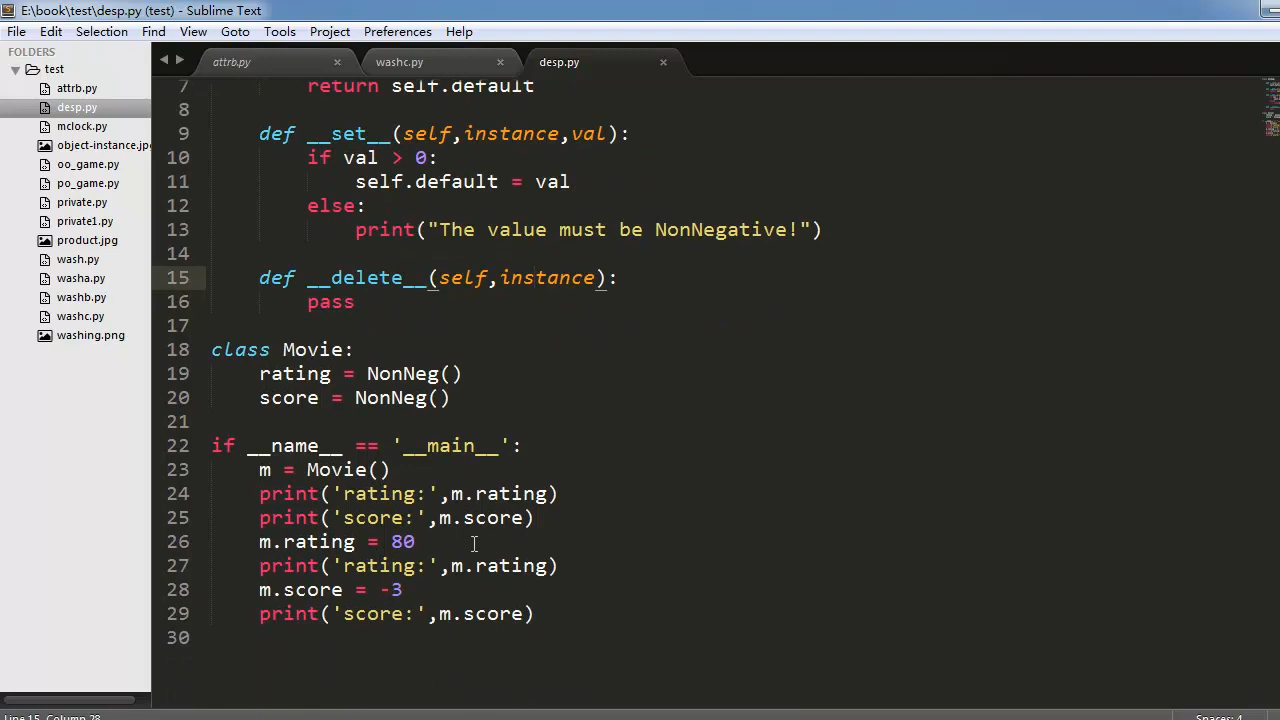 E:\book\test\desp.py (test) - Sublime Text
File Edit Selection Find View Goto Tools Project Preferences Help
FOLDERS
test
attrb.py
desp.py
mclock.py
object-instance.jp
oo_game.py
po_game.py
private.py
private1.py
product.jpg
wash.py
washa.py
washb.py
washc.py
washing.png
attrb.py × washc.py × desp.py ×
7 return self.default
8
9 def __set__(self,instance,val):
10 if val > 0:
11 self.default = val
12 else:
13 print("The value must be NonNegative!")
14
15 def __delete__(self,instance):
16 pass
17
18 class Movie:
19 rating = NonNeg()
20 score = NonNeg()
21
22 if __name__ == '__main__':
23 m = Movie()
24 print('rating:',m.rating)
25 print('score:',m.score)
26 m.rating = 80
27 print('rating:',m.rating)
28 m.score = -3
29 print('score:',m.score)
30
Line 15, Column 28 Spaces: 4